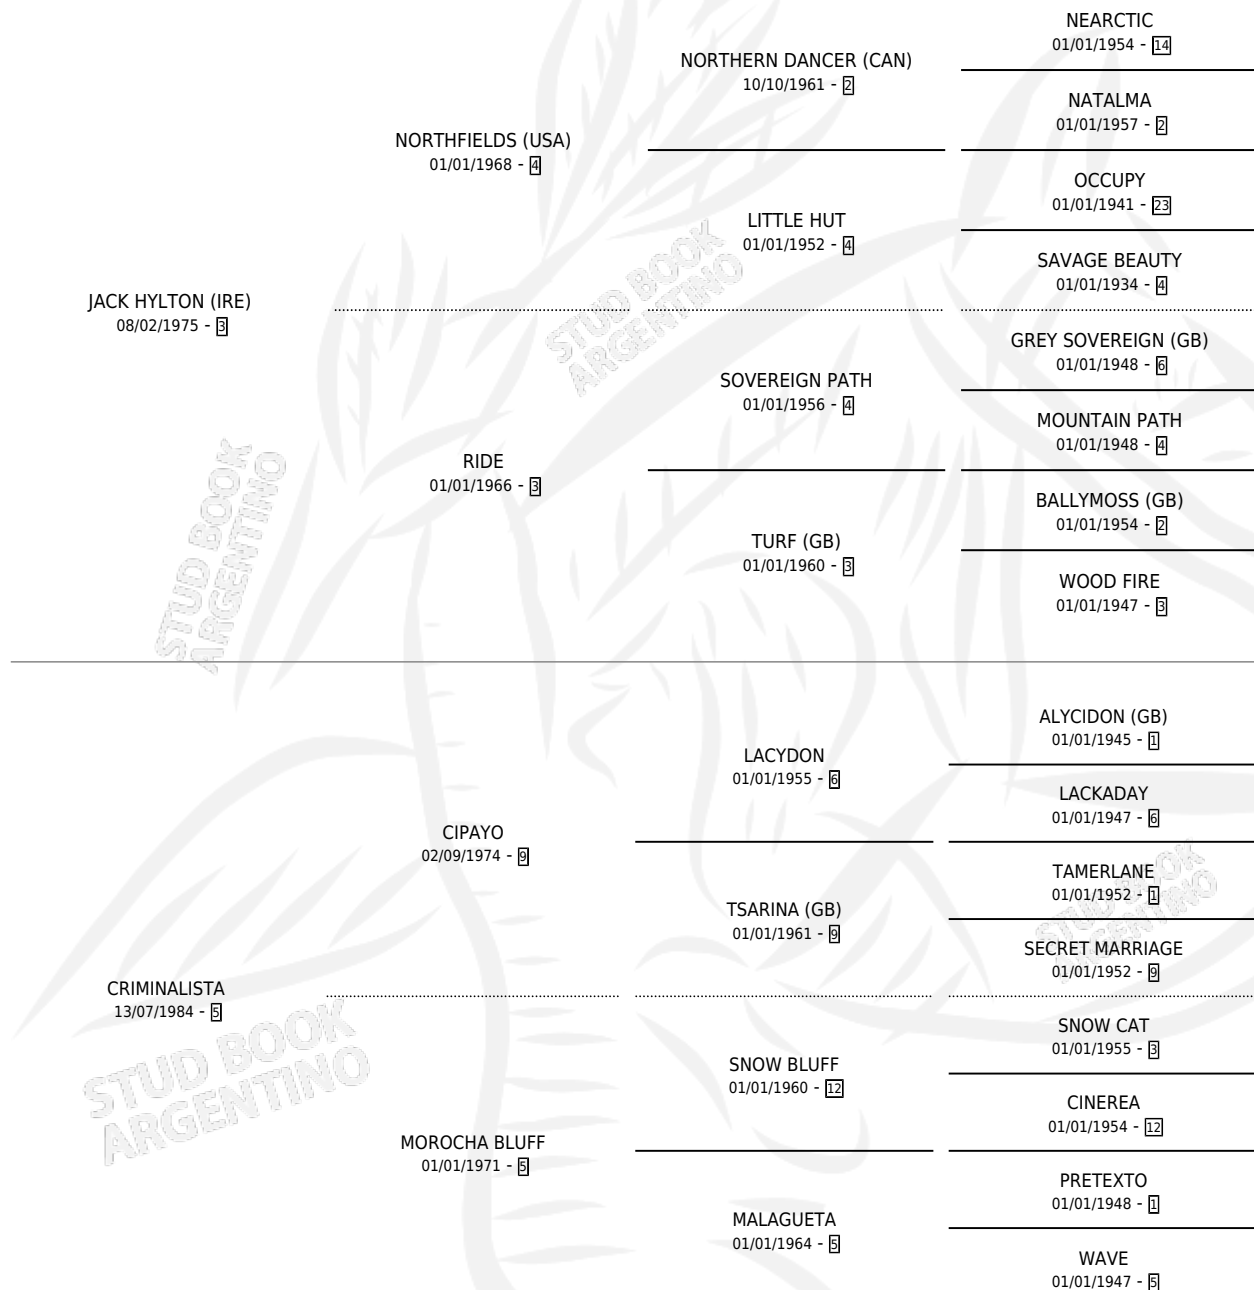 NEARCTIC
01/01/1954 - 14
NORTHERN DANCER (CAN)
10/10/1961 - 2
NATALMA
01/01/1957 - 2
NORTHFIELDS (USA)
01/01/1968 - 4
OCCUPY
01/01/1941 - 23
LITTLE HUT
01/01/1952 - 4
SAVAGE BEAUTY
01/01/1934 - 4
JACK HYLTON (IRE)
08/02/1975 - 3
GREY SOVEREIGN (GB)
01/01/1948 - 6
SOVEREIGN PATH
01/01/1956 - 4
MOUNTAIN PATH
01/01/1948 - 4
RIDE
01/01/1966 - 3
BALLYMOSS (GB)
01/01/1954 - 2
TURF (GB)
01/01/1960 - 3
WOOD FIRE
01/01/1947 - 3
STUD BOOK
ARGENTINO
STUD BOOK
ARGENTINO
ALYCIDON (GB)
01/01/1945 - 1
LACYDON
01/01/1955 - 6
LACKADAY
01/01/1947 - 6
CIPAYO
02/09/1974 - 9
TAMERLANE
01/01/1952 - 1
TSARINA (GB)
01/01/1961 - 9
SECRET MARRIAGE
01/01/1952 - 9
STUD BOOK
ARGENTINO
CRIMINALISTA
13/07/1984 - 5
SNOW CAT
01/01/1955 - 3
SNOW BLUFF
01/01/1960 - 12
CINEREA
01/01/1954 - 12
STUD BOOK
ARGENTINO
MOROCHA BLUFF
01/01/1971 - 5
PRETEXTO
01/01/1948 - 1
MALAGUETA
01/01/1964 - 5
WAVE
01/01/1947 - 5